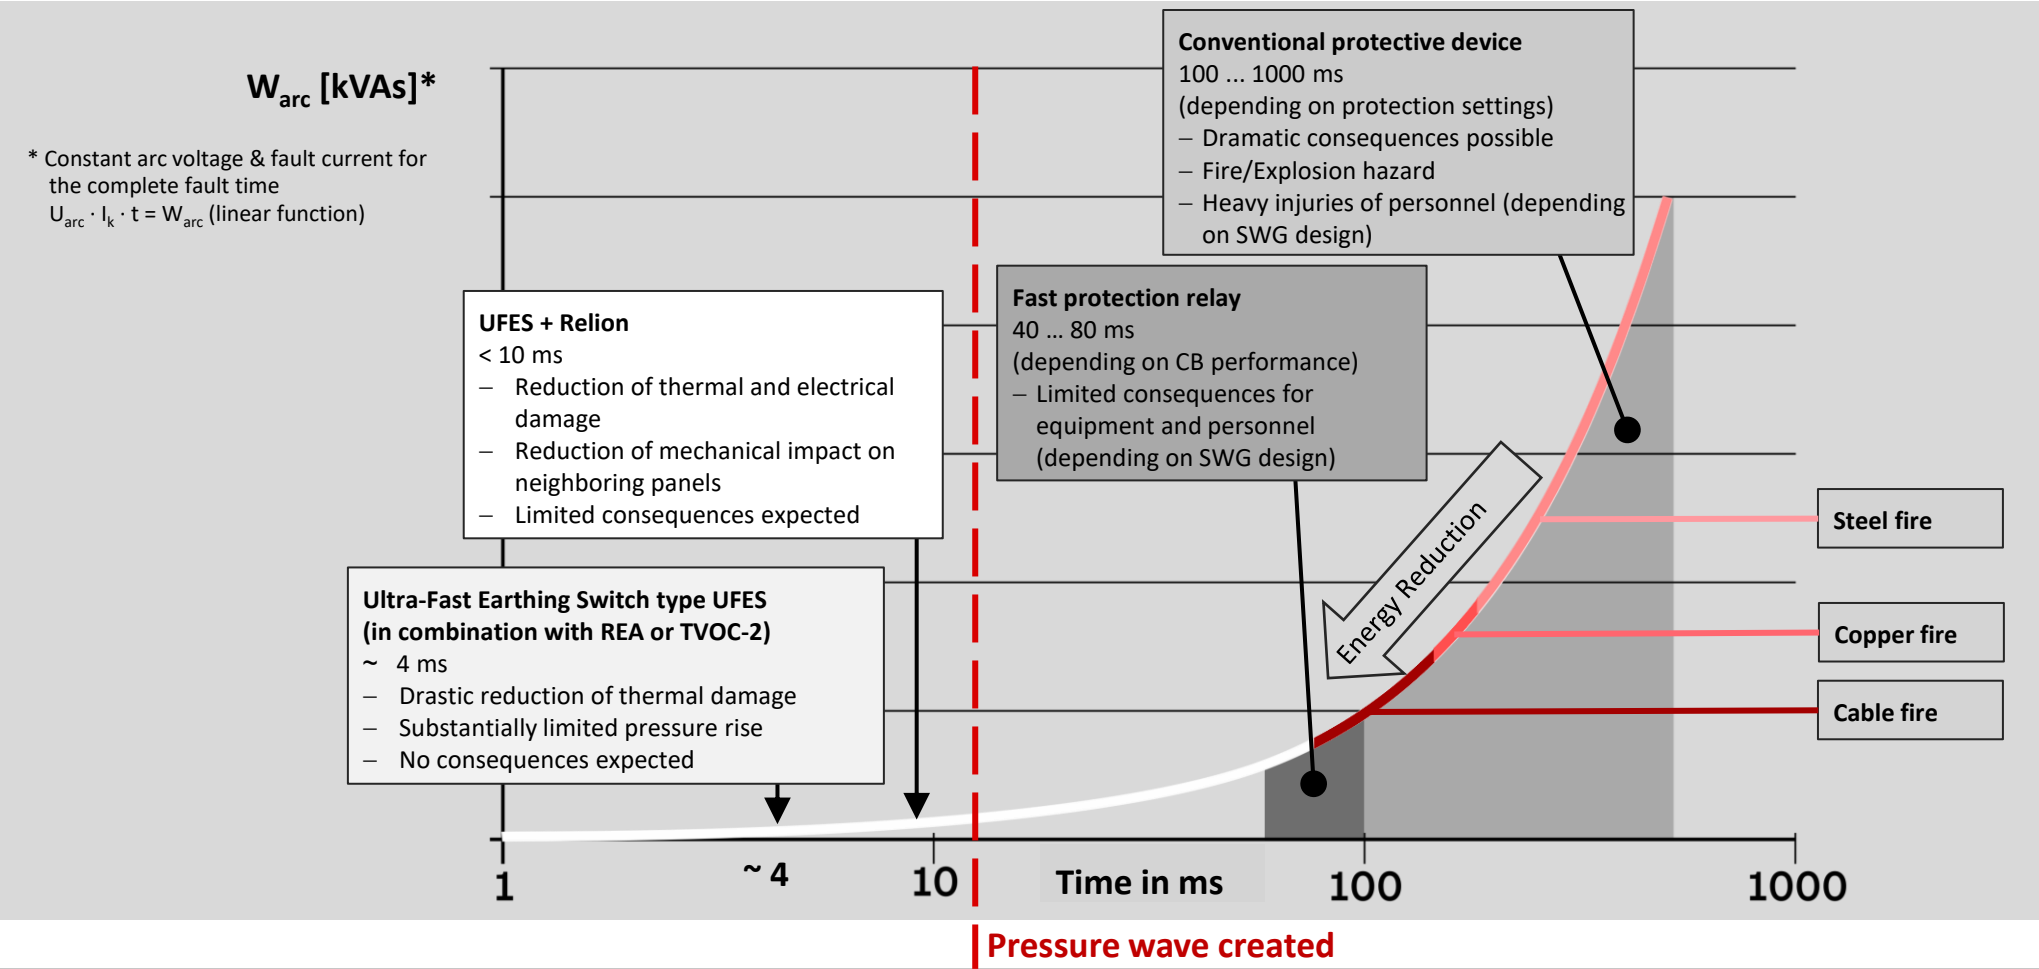 W_arc [kVAs]*
* Constant arc voltage & fault current for
the complete fault time
U_arc · I_k · t = W_arc (linear function)
Conventional protective device
100 ... 1000 ms
(depending on protection settings)
– Dramatic consequences possible
– Fire/Explosion hazard
– Heavy injuries of personnel (depending
on SWG design)
UFES + Relion
< 10 ms
– Reduction of thermal and electrical
damage
– Reduction of mechanical impact on
neighboring panels
– Limited consequences expected
Fast protection relay
40 ... 80 ms
(depending on CB performance)
– Limited consequences for
equipment and personnel
(depending on SWG design)
Ultra-Fast Earthing Switch type UFES
(in combination with REA or TVOC-2)
~ 4 ms
– Drastic reduction of thermal damage
– Substantially limited pressure rise
– No consequences expected
Energy Reduction
Steel fire
Copper fire
Cable fire
1
~ 4
10
Time in ms
100
1000
Pressure wave created